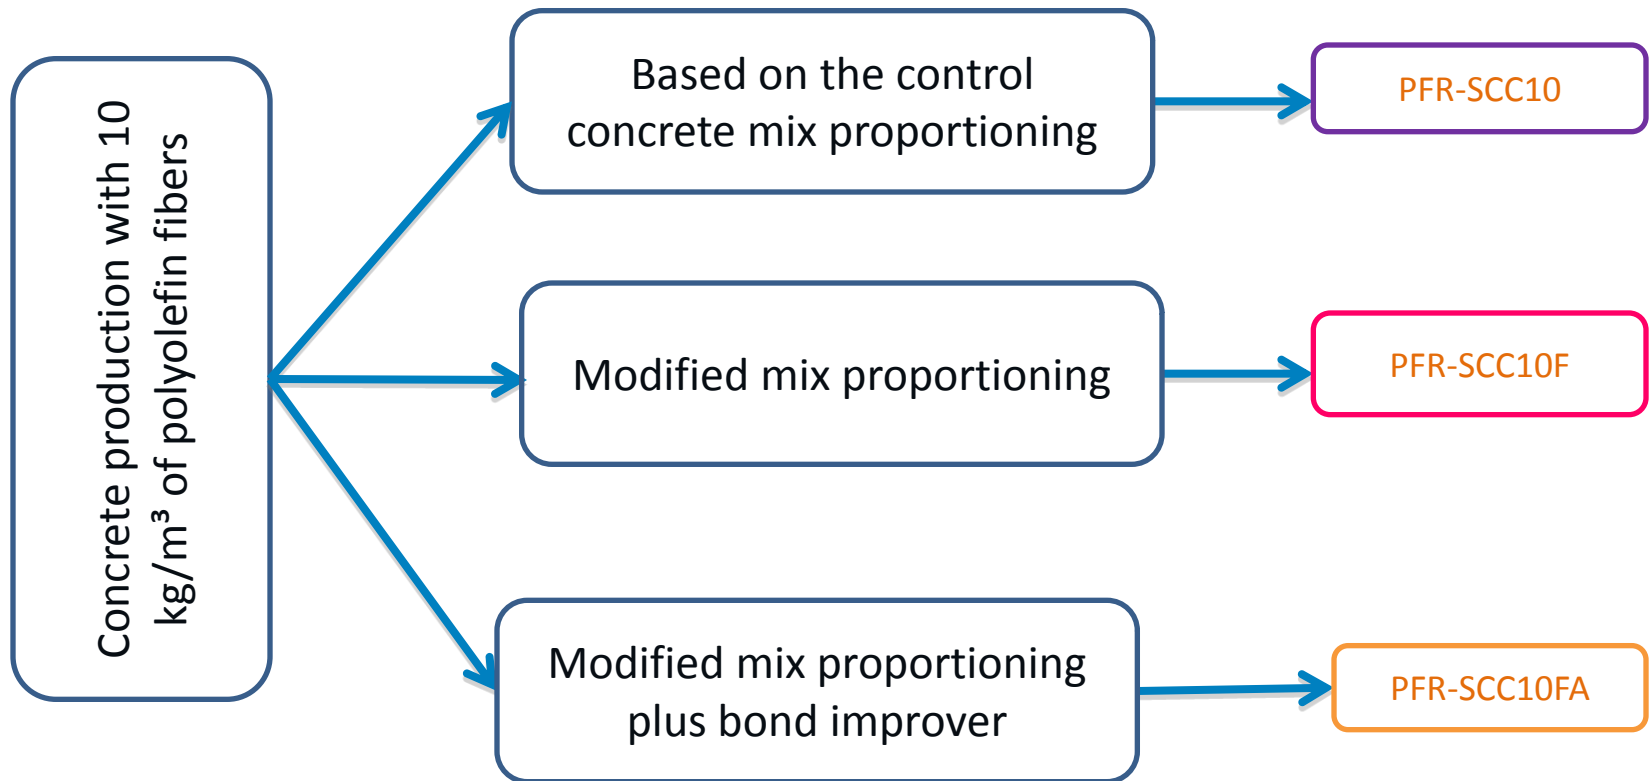 Concrete production with 10
kg/m³ of polyolefin fibers
Based on the control
concrete mix proportioning
PFR-SCC10
Modified mix proportioning
PFR-SCC10F
Modified mix proportioning
plus bond improver
PFR-SCC10FA